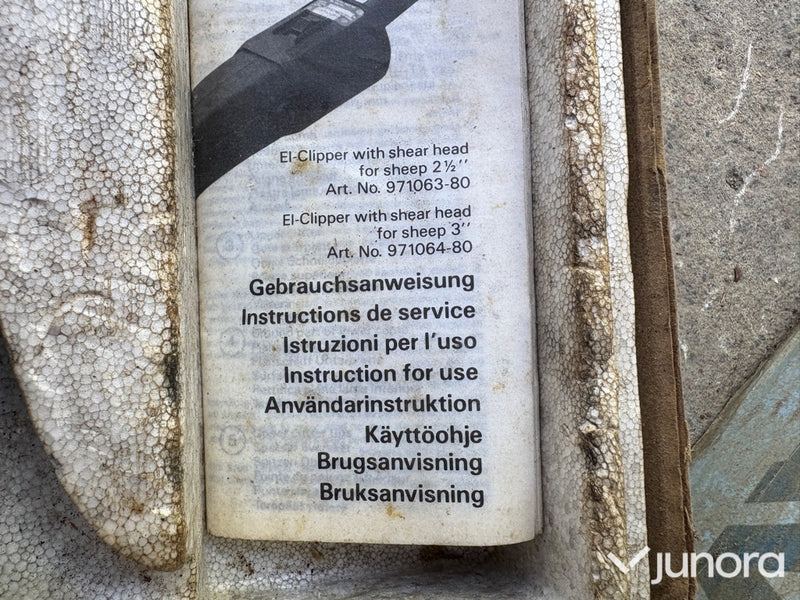 El-Clipper with shear head
for sheep 2½''
Art. No. 971063-80
El-Clipper with shear head
for sheep 3''
Art. No. 971064-80
Gebrauchsanweisung
Instructions de service
Istruzioni per l'uso
Instruction for use
Användarinstruktion
Käyttöohje
Brugsanvisning
Bruksanvisning
junora